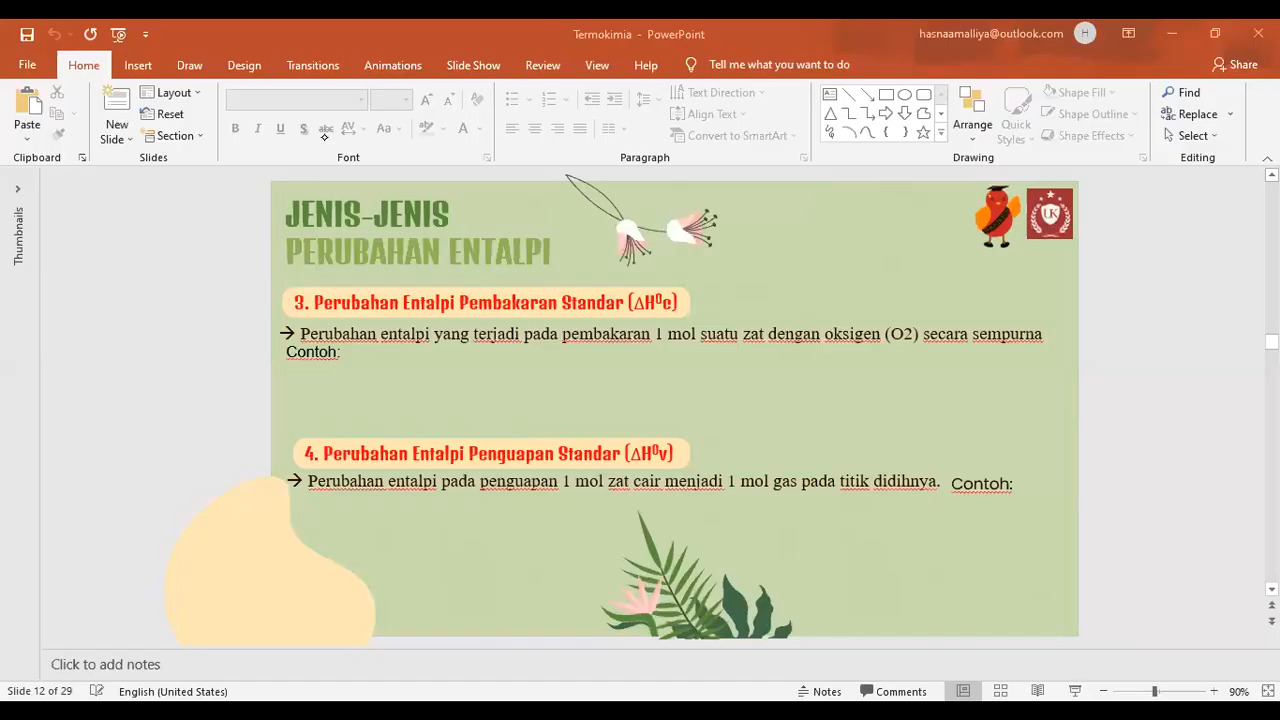 Termokimia - PowerPoint
hasnaamalliya@outlook.com
H
File Home Insert Draw Design Transitions Animations Slide Show Review View Help Tell me what you want to do Share
Paste
Clipboard
New Slide
Layout
Reset
Section
Slides
B I U S abc AV Aa A
Font
Text Direction
Align Text
Convert to SmartArt
Paragraph
Arrange
Quick Styles
Shape Fill
Shape Outline
Shape Effects
Drawing
Find
Replace
Select
Editing
Thumbnails
JENIS-JENIS
PERUBAHAN ENTALPI
UK
3. Perubahan Entalpi Pembakaran Standar (ΔH⁰c)
→ Perubahan entalpi yang terjadi pada pembakaran 1 mol suatu zat dengan oksigen (O2) secara sempurna
Contoh:
4. Perubahan Entalpi Penguapan Standar (ΔH⁰v)
→ Perubahan entalpi pada penguapan 1 mol zat cair menjadi 1 mol gas pada titik didihnya. Contoh:
Click to add notes
Slide 12 of 29 English (United States) Notes Comments 90%